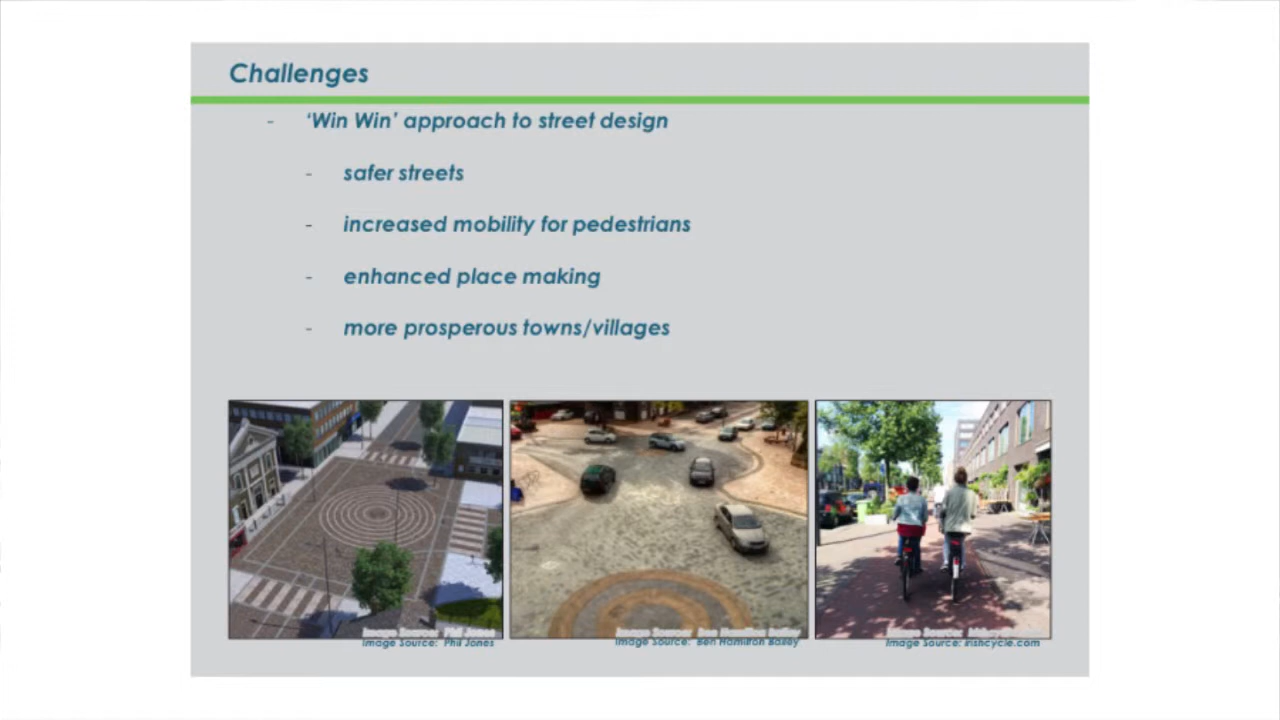 Challenges
- 'Win Win' approach to street design
- safer streets
- increased mobility for pedestrians
- enhanced place making
- more prosperous towns/villages
Image Source: Phil Jones
Image Source: Ben Hamilton Bailey
Image Source: irishcycle.com